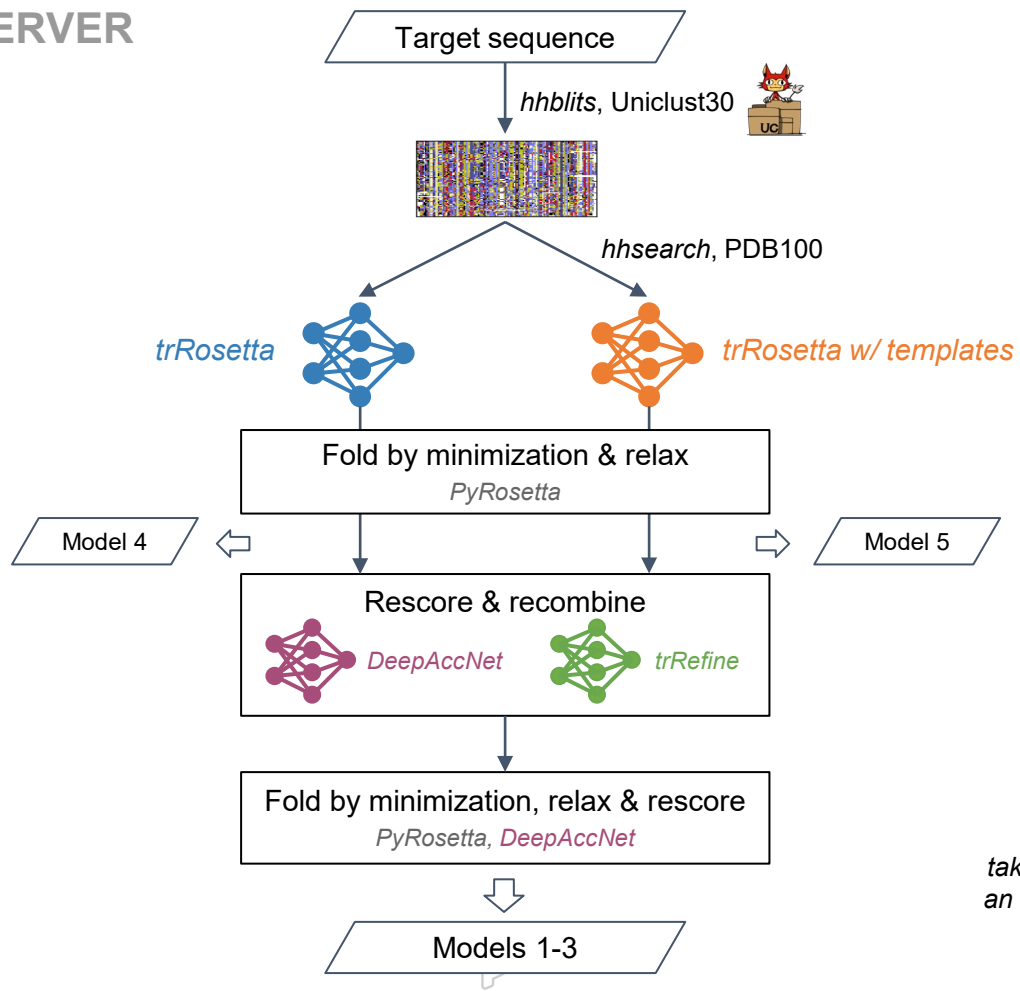 ERVER
Target sequence
hhblits, Uniclust30
UC
hhsearch, PDB100
trRosetta
trRosetta w/ templates
Fold by minimization & relax
PyRosetta
Model 4
Model 5
Rescore & recombine
DeepAccNet
trRefine
Fold by minimization, relax & rescore
PyRosetta, DeepAccNet
tak
an
Models 1-3